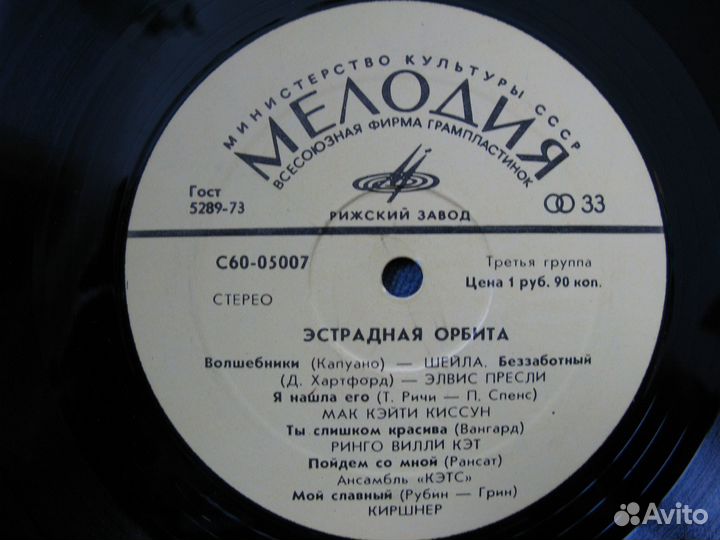 МИНИСТЕРСТВО КУЛЬТУРЫ СССР
МЕЛОДИЯ
ВСЕСОЮЗНАЯ ФИРМА ГРАМПЛАСТИНОК
Гост
5289-73
РИЖСКИЙ ЗАВОД
33
С60-05007
Третья группа
Цена 1 руб. 90 коп.
СТЕРЕО
ЭСТРАДНАЯ ОРБИТА
Волшебники (Капуано) — ШЕЙЛА. Беззаботный
(Д. Хартфорд) — ЭЛВИС ПРЕСЛИ
Я нашла его (Т. Ричи — П. Спенс)
МАК КЭЙТИ КИССУН
Ты слишком красива (Вангард)
РИНГО ВИЛЛИ КЭТ
Пойдем со мной (Рансат)
Ансамбль «КЭТС»
Мой славный (Рубин — Грин)
КИРШНЕР
Avito